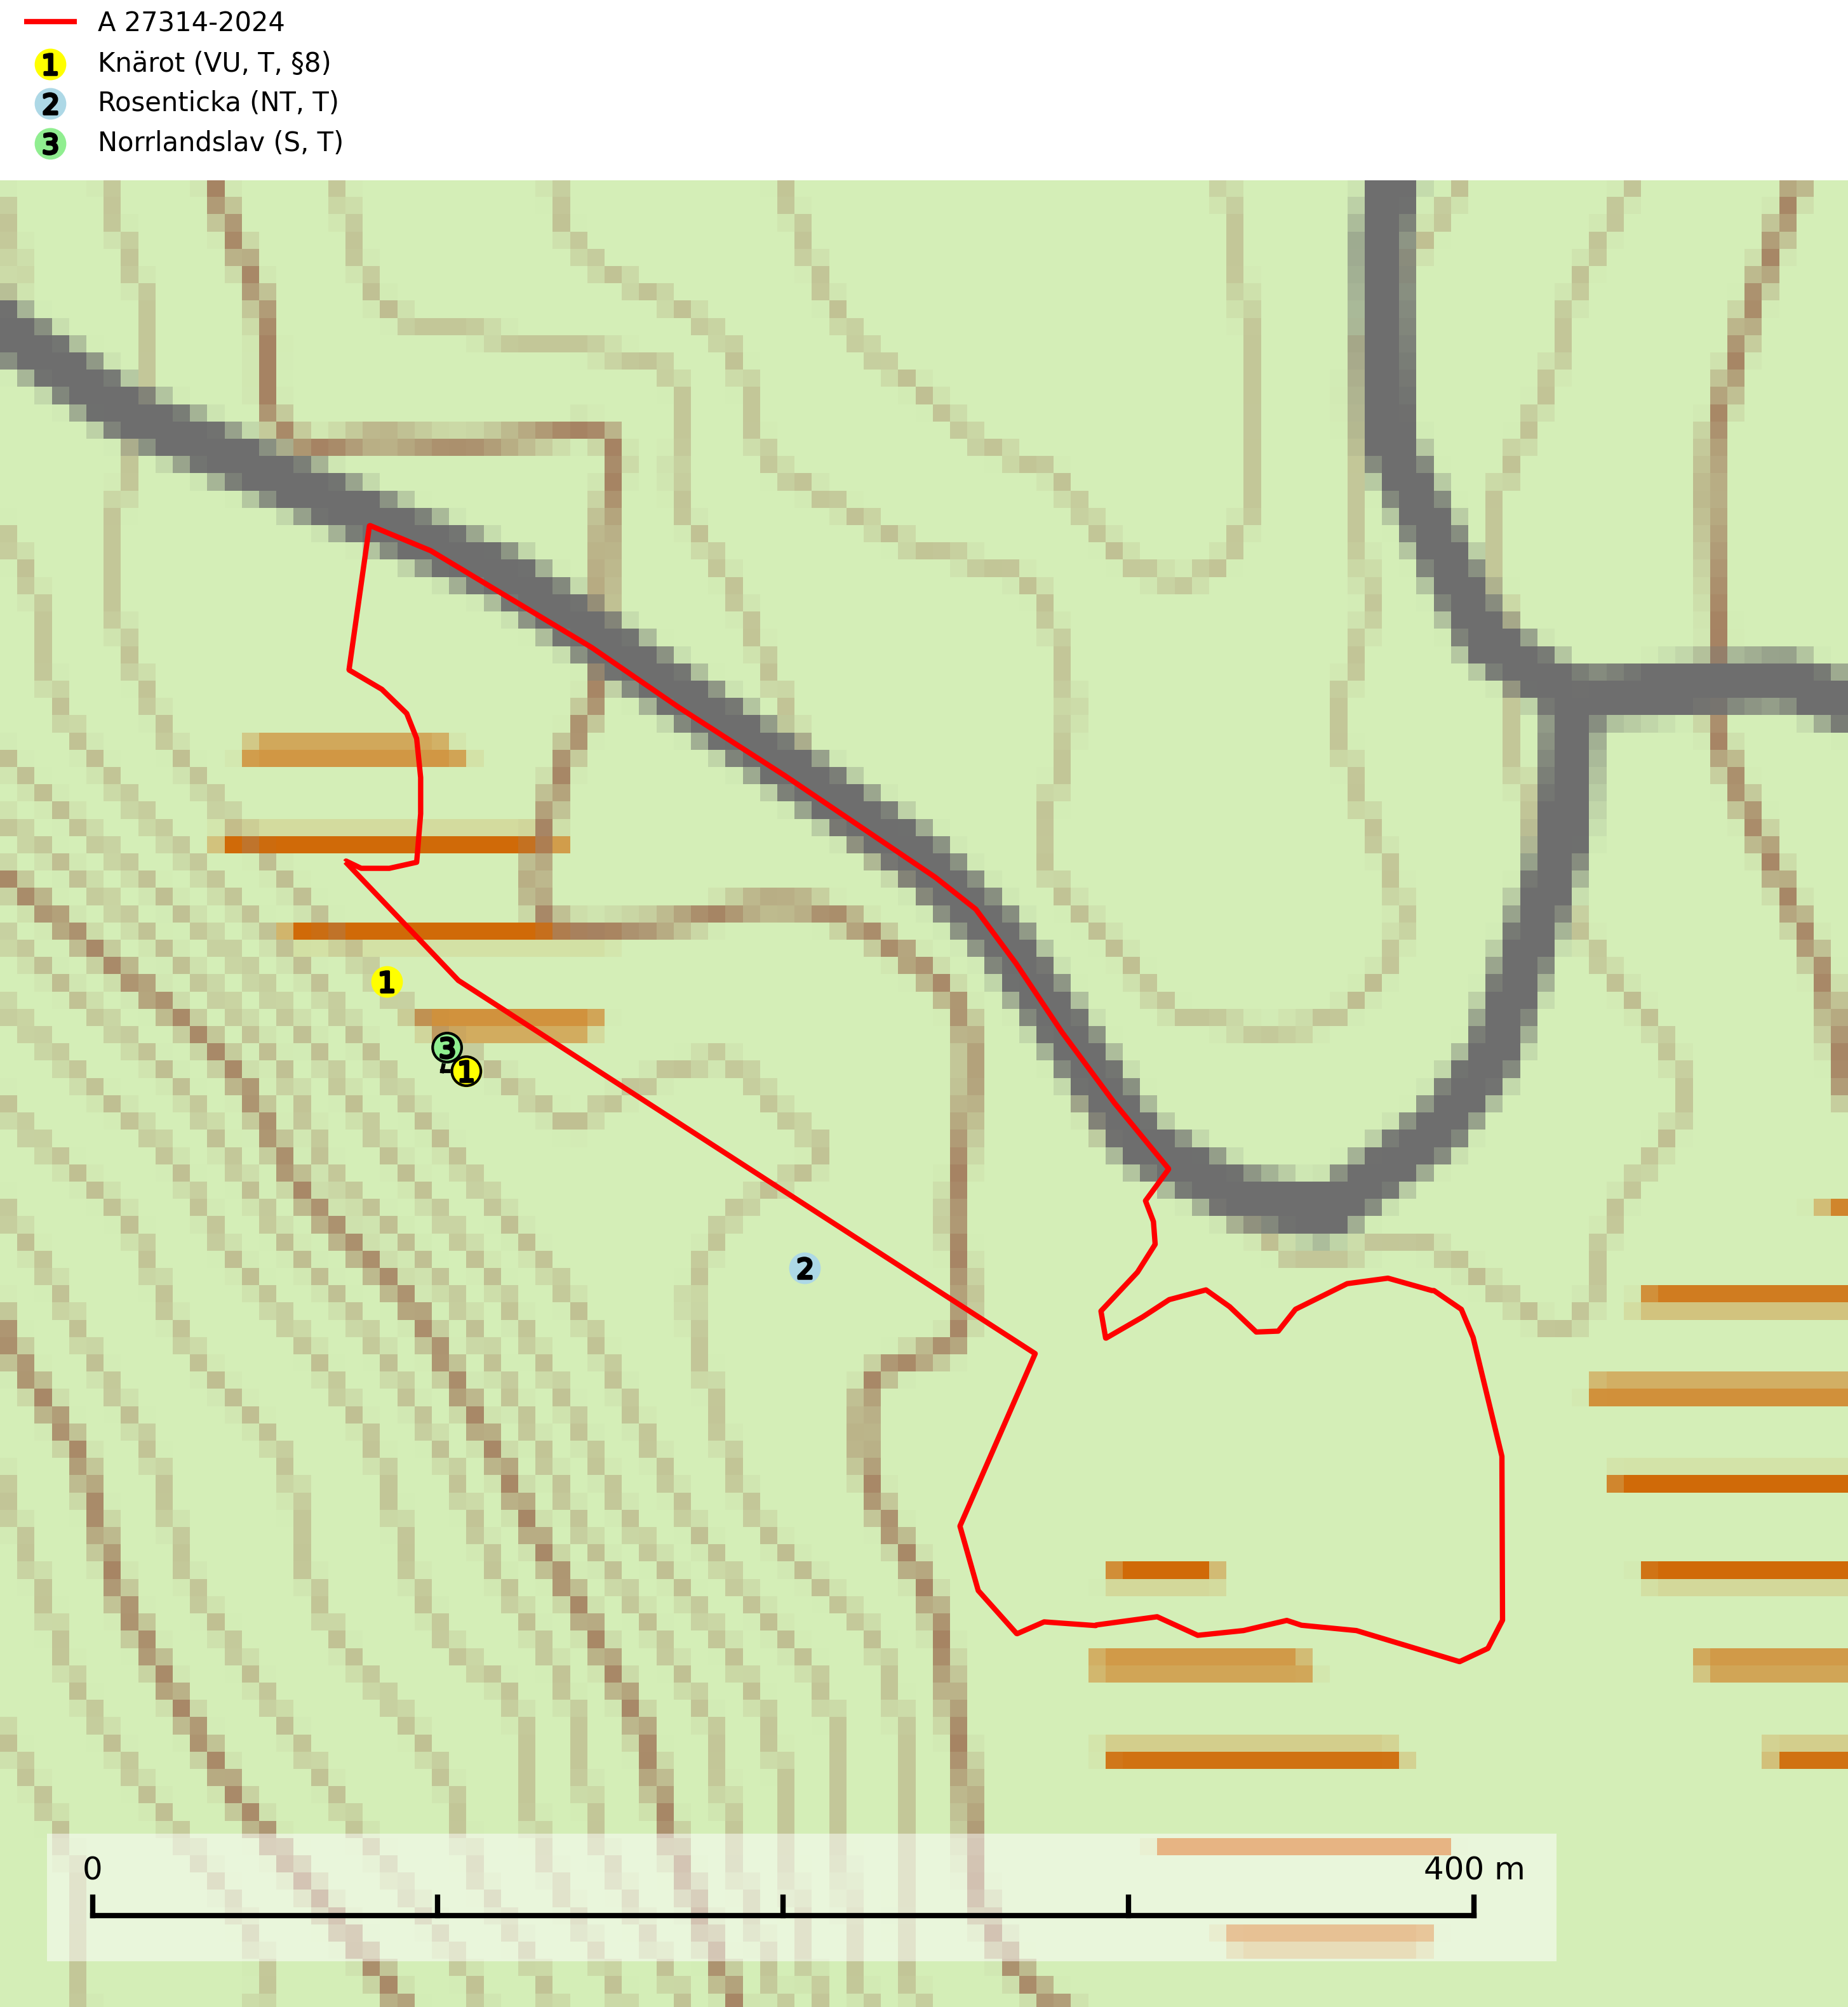 A 27314-2024
1 Knärot (VU, T, §8)
2 Rosenticka (NT, T)
3 Norrlandslav (S, T)
1
3
1
2
0 400 m